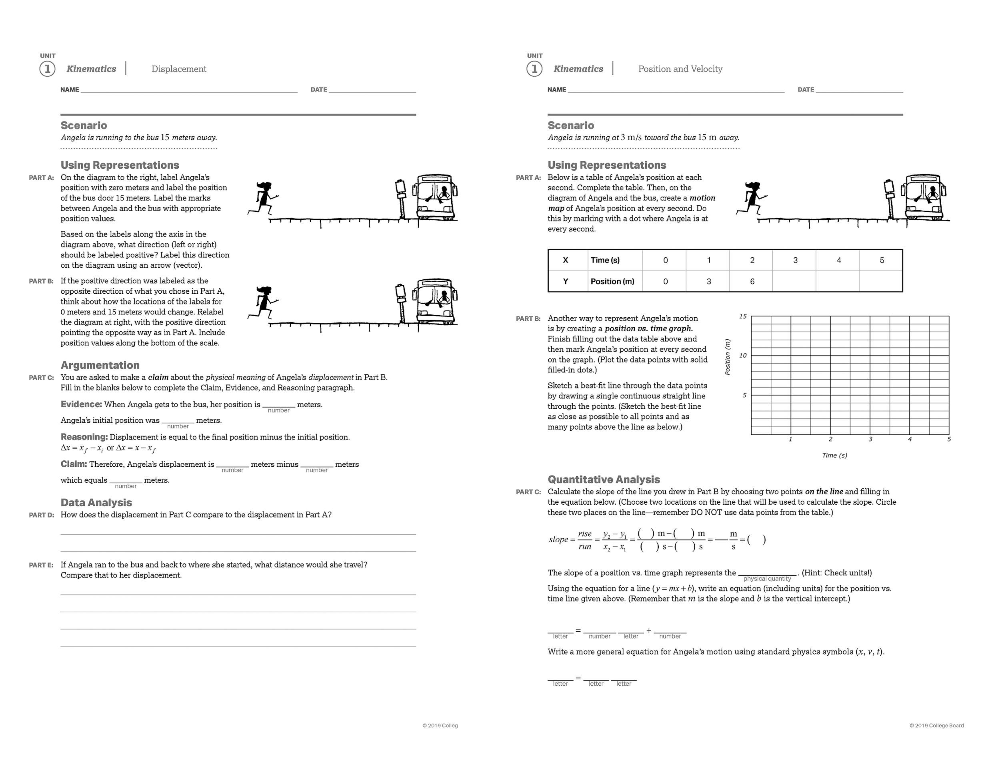 UNIT
1 Kinematics | Displacement
NAME DATE
Scenario
Angela is running to the bus 15 meters away.
Using Representations
PART A: On the diagram to the right, label Angela’s
position with zero meters and label the position
of the bus door 15 meters. Label the marks
between Angela and the bus with appropriate
position values.
Based on the labels along the axis in the
diagram above, what direction (left or right)
should be labeled positive? Label this direction
on the diagram using an arrow (vector).
PART B: If the positive direction was labeled as the
opposite direction of what you chose in Part A,
think about how the locations of the labels for
0 meters and 15 meters would change. Relabel
the diagram at right, with the positive direction
pointing the opposite way as in Part A. Include
position values along the bottom of the scale.
Argumentation
PART C: You are asked to make a claim about the physical meaning of Angela’s displacement in Part B.
Fill in the blanks below to complete the Claim, Evidence, and Reasoning paragraph.
Evidence: When Angela gets to the bus, her position is ________ meters.
number
Angela’s initial position was ________ meters.
number
Reasoning: Displacement is equal to the final position minus the initial position.
Δx = x_f − x_i or Δx = x − x_f
Claim: Therefore, Angela’s displacement is ________ meters minus ________ meters
number number
which equals ________ meters.
number
Data Analysis
PART D: How does the displacement in Part C compare to the displacement in Part A?
PART E: If Angela ran to the bus and back to where she started, what distance would she travel?
Compare that to her displacement.
© 2019 Colleg
UNIT
1 Kinematics | Position and Velocity
NAME DATE
Scenario
Angela is running at 3 m/s toward the bus 15 m away.
Using Representations
PART A: Below is a table of Angela’s position at each
second. Complete the table. Then, on the
diagram of Angela and the bus, create a motion
map of Angela’s position at every second. Do
this by marking with a dot where Angela is at
every second.
X Time (s) 0 1 2 3 4 5
Y Position (m) 0 3 6
PART B: Another way to represent Angela’s motion
is by creating a position vs. time graph.
Finish filling out the data table above and
then mark Angela’s position at every second
on the graph. (Plot the data points with solid
filled-in dots.)
Sketch a best-fit line through the data points
by drawing a single continuous straight line
through the points. (Sketch the best-fit line
as close as possible to all points and as
many points above the line as below.)
15
10
5
Position (m)
1 2 3 4 5
Time (s)
Quantitative Analysis
PART C: Calculate the slope of the line you drew in Part B by choosing two points on the line and filling in
the equation below. (Choose two locations on the line that will be used to calculate the slope. Circle
these two places on the line—remember DO NOT use data points from the table.)
slope = rise/run = (y₂ − y₁)/(x₂ − x₁) = (( ) m − ( ) m)/(( ) s − ( ) s) = __ m/s = ( )
The slope of a position vs. time graph represents the ____________ . (Hint: Check units!)
physical quantity
Using the equation for a line (y = mx + b), write an equation (including units) for the position vs.
time line given above. (Remember that m is the slope and b is the vertical intercept.)
______ = ________ ______ + ________
letter number letter number
Write a more general equation for Angela’s motion using standard physics symbols (x, v, t).
______ = ______ ______
letter letter letter
© 2019 College Board